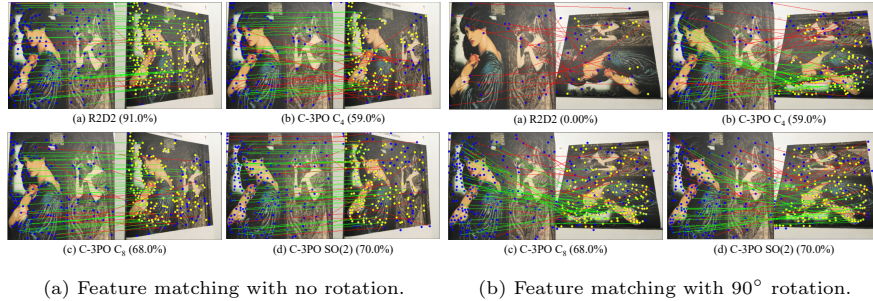 (a) R2D2 (91.0%)
(b) C-3PO C₄ (59.0%)
(a) R2D2 (0.00%)
(b) C-3PO C₄ (59.0%)
(c) C-3PO C₈ (68.0%)
(d) C-3PO SO(2) (70.0%)
(c) C-3PO C₈ (68.0%)
(d) C-3PO SO(2) (70.0%)
(a) Feature matching with no rotation.
(b) Feature matching with 90° rotation.